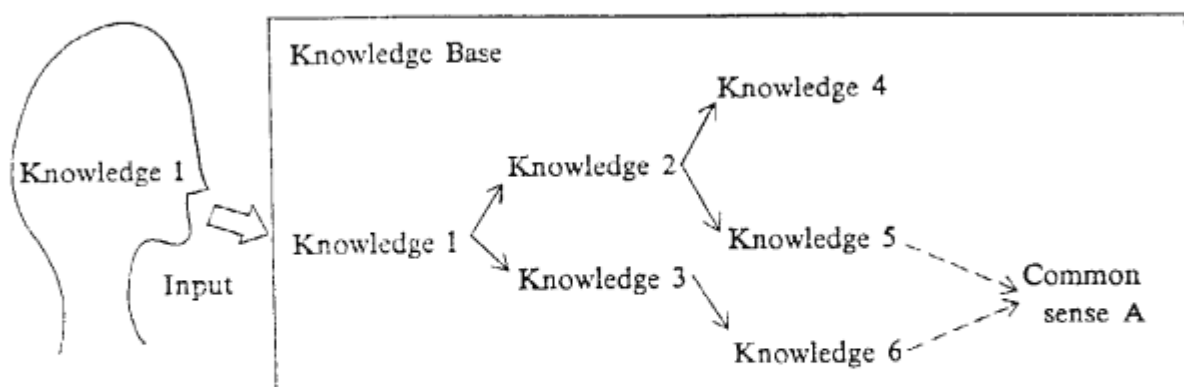 Knowledge Base
Knowledge 4
Knowledge 1
Knowledge 2
Knowledge 1
Knowledge 5
Input
Knowledge 3
Common
sense A
Knowledge 6